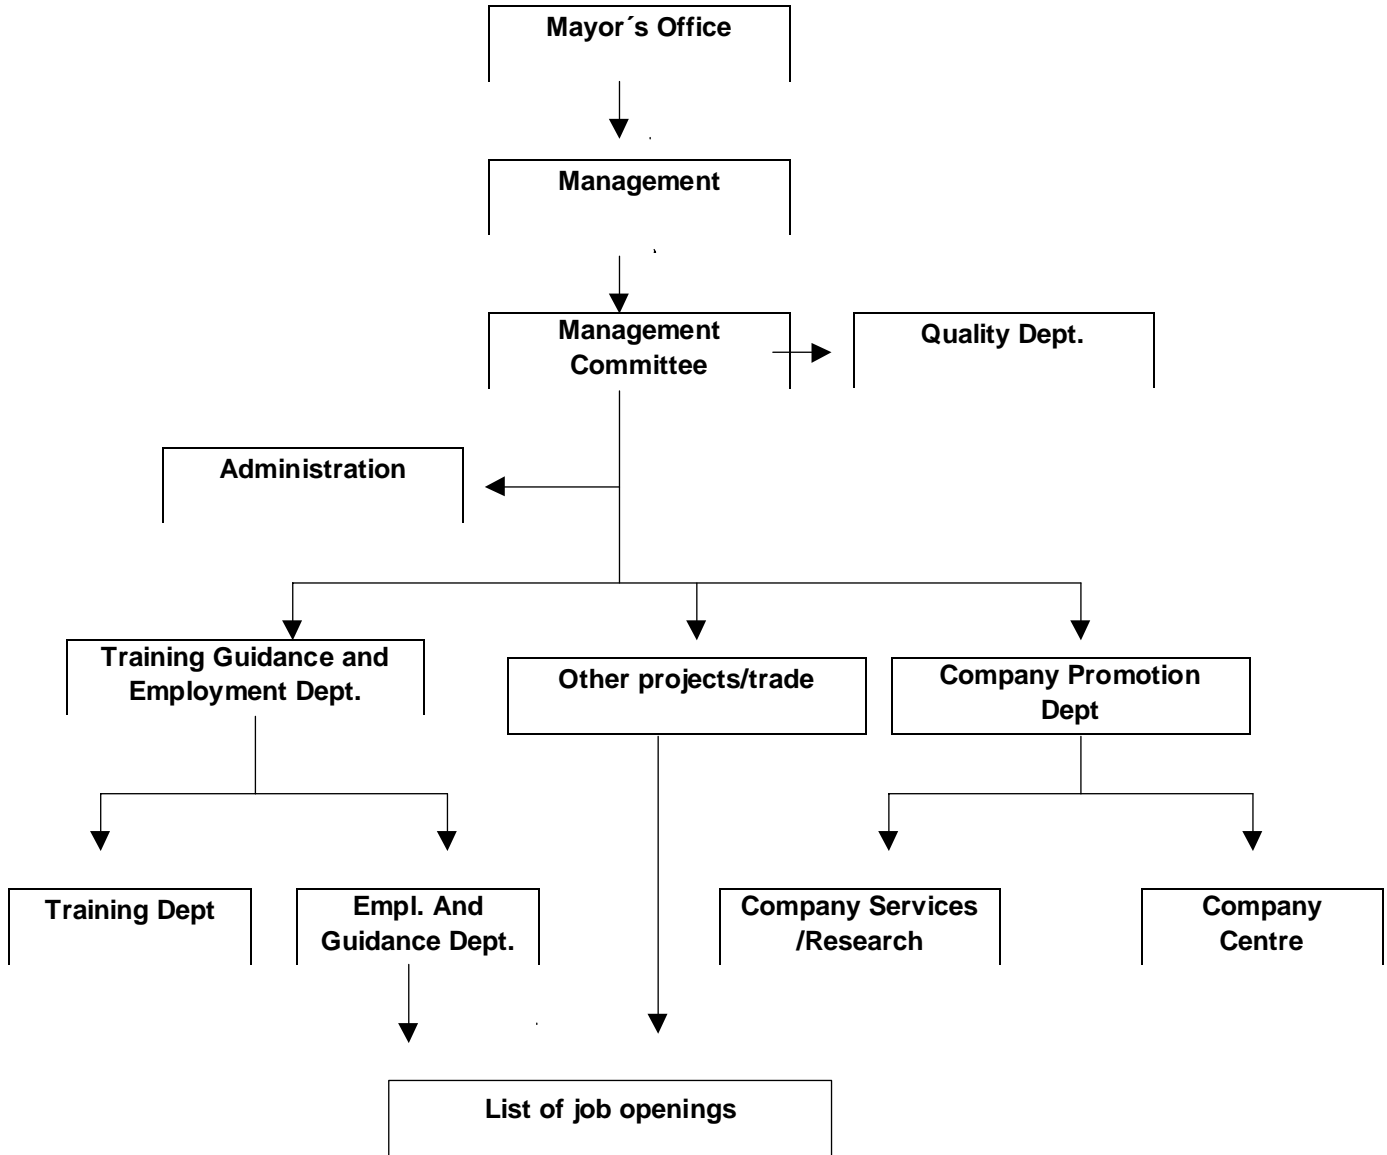 Mayor´s Office
Management
Management
Committee
Quality Dept.
Administration
Training Guidance and
Employment Dept.
Other projects/trade
Company Promotion
Dept
Training Dept
Empl. And
Guidance Dept.
Company Services
/Research
Company
Centre
List of job openings